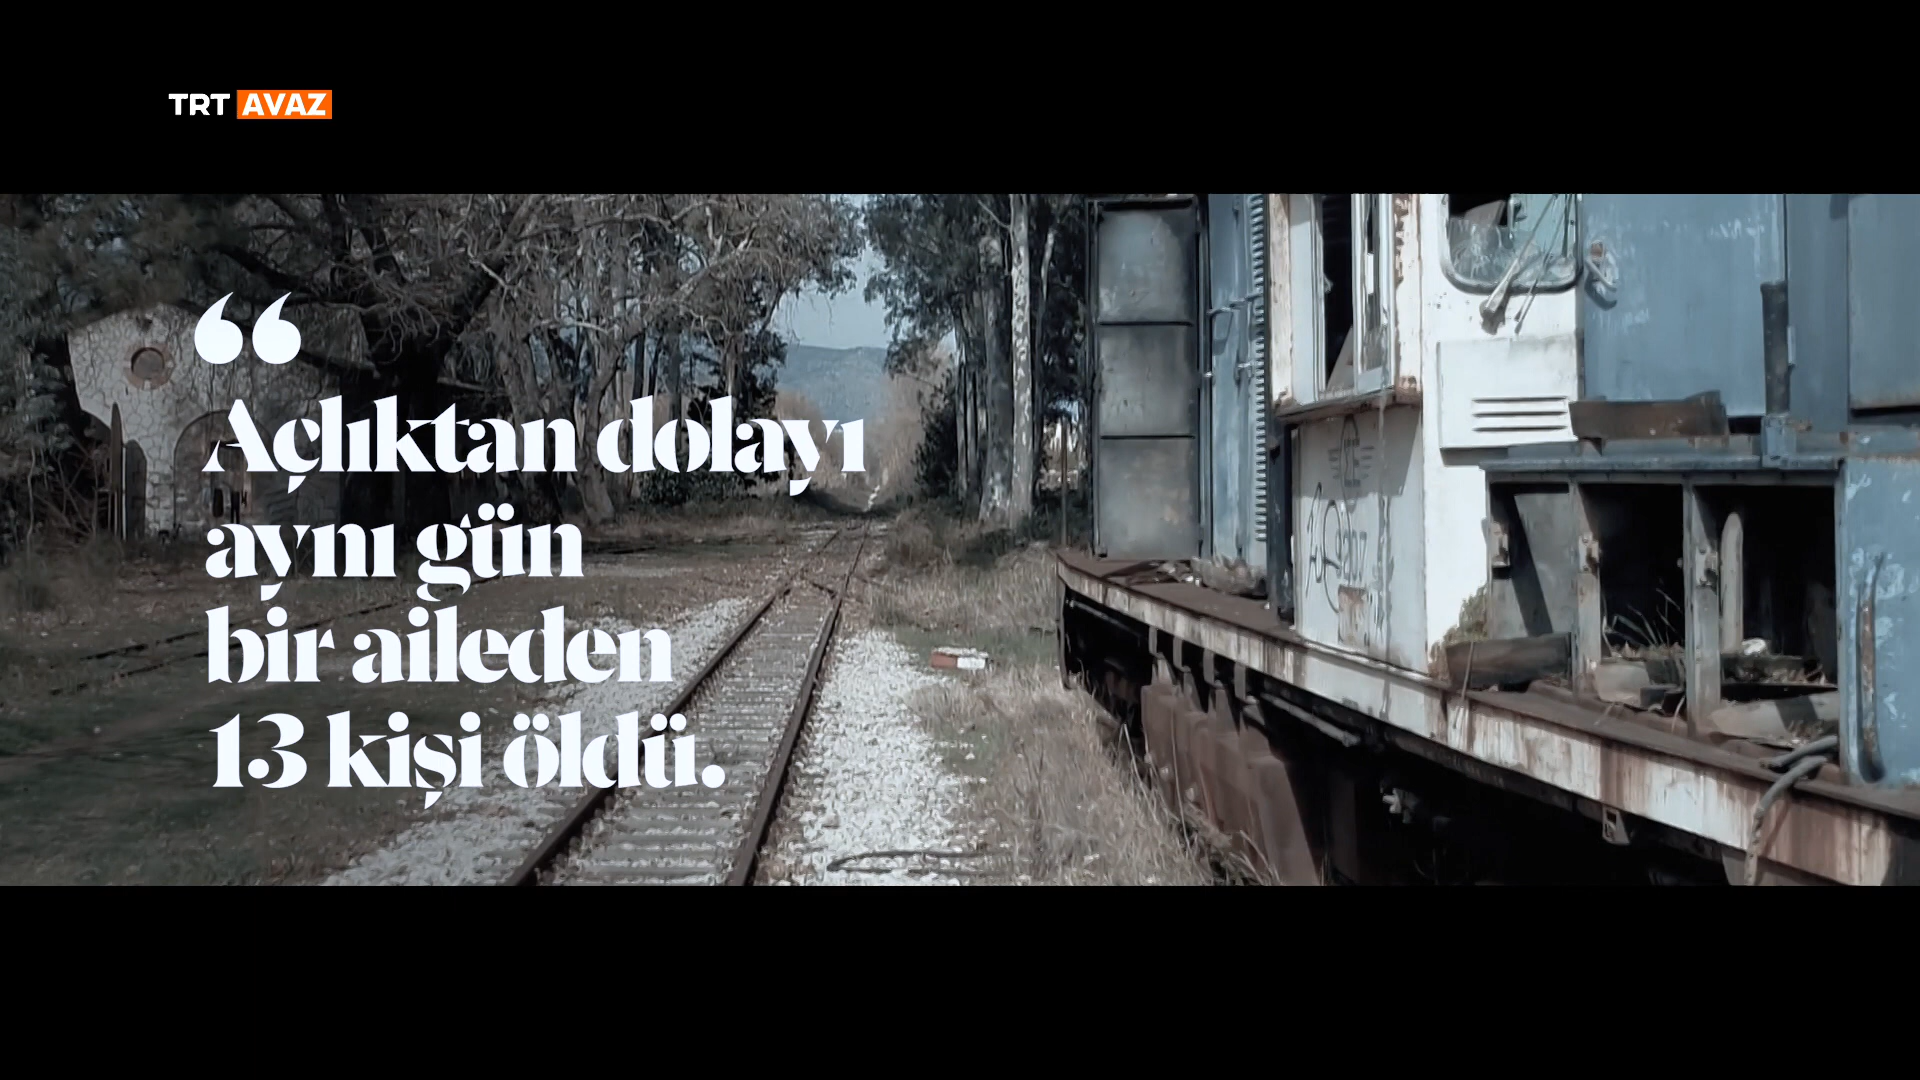 TRT AVAZ
“
Açlıktan dolayı
aynı gün
bir aileden
13 kişi öldü.